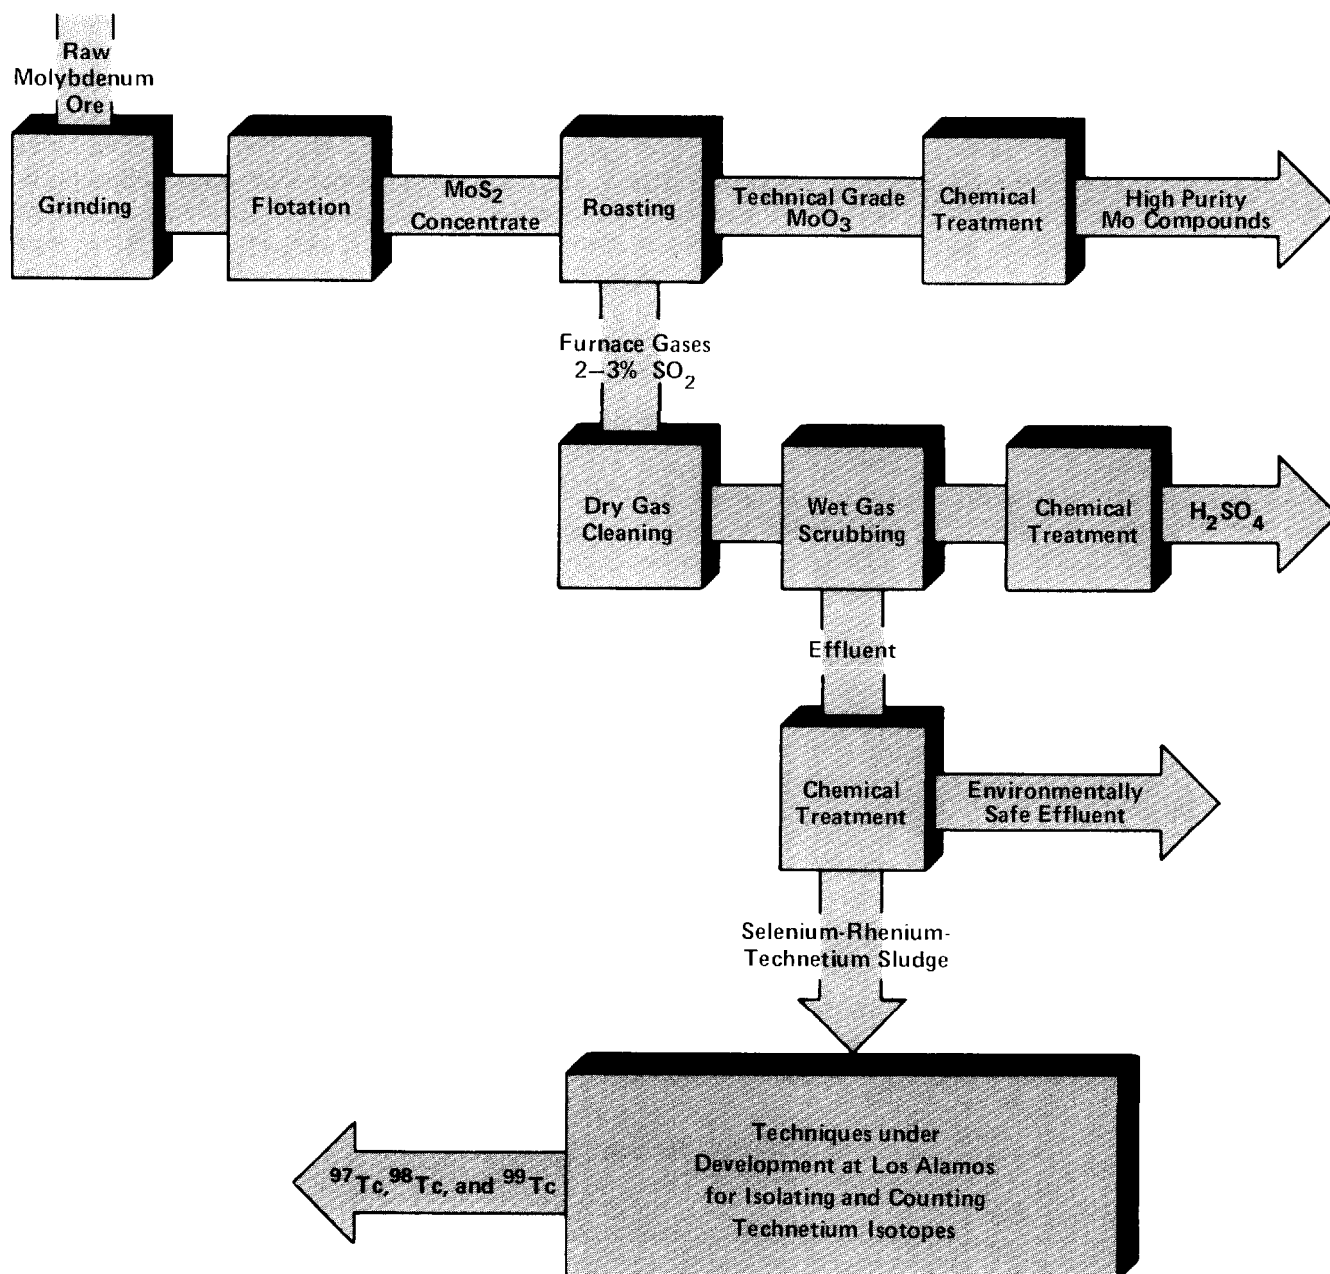 Raw
Molybdenum
Ore
Grinding
Flotation
MoS₂
Concentrate
Roasting
Technical Grade
MoO₃
Chemical
Treatment
High Purity
Mo Compounds
Furnace Gases
2–3% SO₂
Dry Gas
Cleaning
Wet Gas
Scrubbing
Chemical
Treatment
H₂SO₄
Effluent
Chemical
Treatment
Environmentally
Safe Effluent
Selenium-Rhenium-
Technetium Sludge
Techniques under
Development at Los Alamos
for Isolating and Counting
Technetium Isotopes
⁹⁷Tc, ⁹⁸Tc, and ⁹⁹Tc